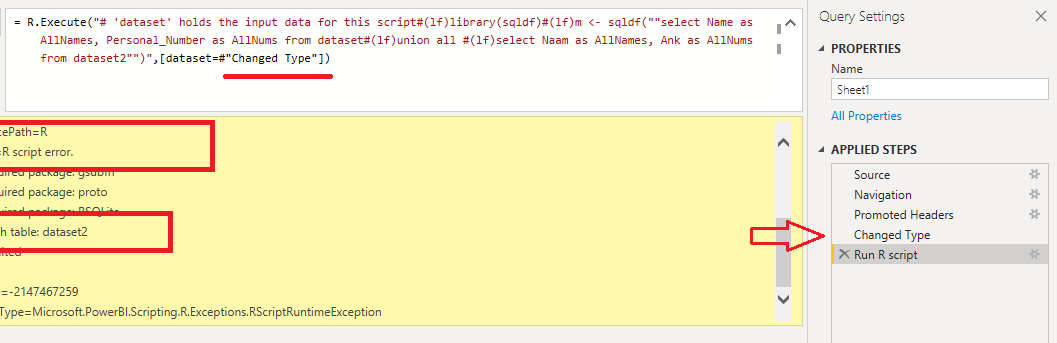 = R.Execute("# 'dataset' holds the input data for this script#(lf)library(sqldf)#(lf)m <- sqldf(""select Name as
AllNames, Personal_Number as AllNums from dataset#(lf)union all #(lf)select Naam as AllNames, Ank as AllNums
from dataset2"")",[dataset=#"Changed Type"])
cePath=R
=R script error.
uired package: gsubfn
uired package: proto
uired package: RSQLite
h table: dataset2
=-2147467259
Type=Microsoft.PowerBI.Scripting.R.Exceptions.RScriptRuntimeException
Query Settings
PROPERTIES
Name
Sheet1
All Properties
APPLIED STEPS
Source
Navigation
Promoted Headers
Changed Type
Run R script